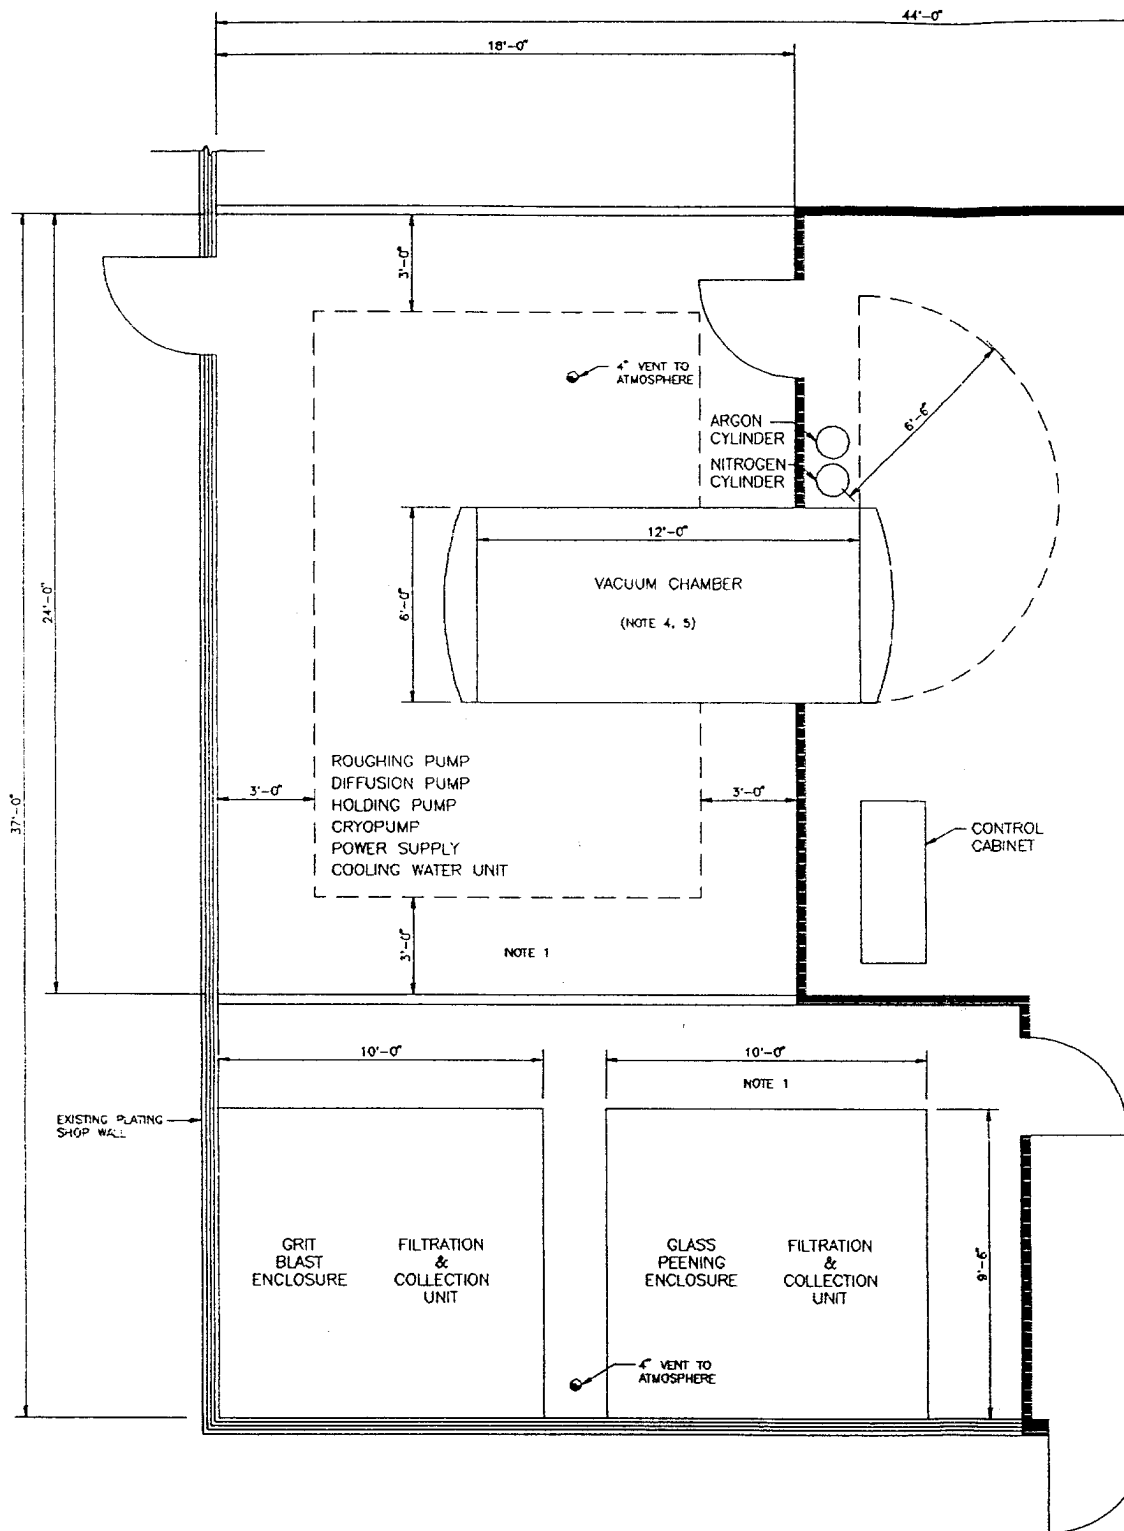 44'-0"
18'-0"
3'-0"
4" VENT TO
ATMOSPHERE
ARGON
CYLINDER
NITROGEN
CYLINDER
6'-6"
12'-0"
VACUUM CHAMBER
(NOTE 4, 5)
6'-0"
24'-0"
37'-0"
ROUGHING PUMP
DIFFUSION PUMP
HOLDING PUMP
CRYOPUMP
POWER SUPPLY
COOLING WATER UNIT
3'-0"
3'-0"
CONTROL
CABINET
3'-0"
NOTE 1
10'-0"
10'-0"
NOTE 1
EXISTING PLATING
SHOP WALL
GRIT
BLAST
ENCLOSURE
FILTRATION
&
COLLECTION
UNIT
GLASS
PEENING
ENCLOSURE
FILTRATION
&
COLLECTION
UNIT
9'-6"
4" VENT TO
ATMOSPHERE